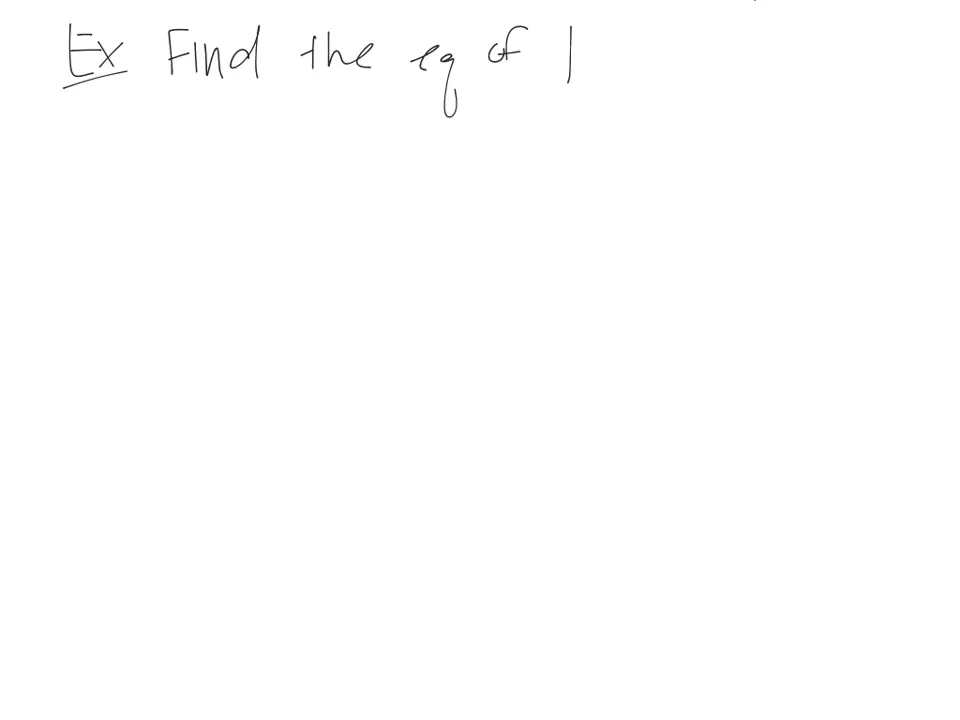 Ex Find the eq of